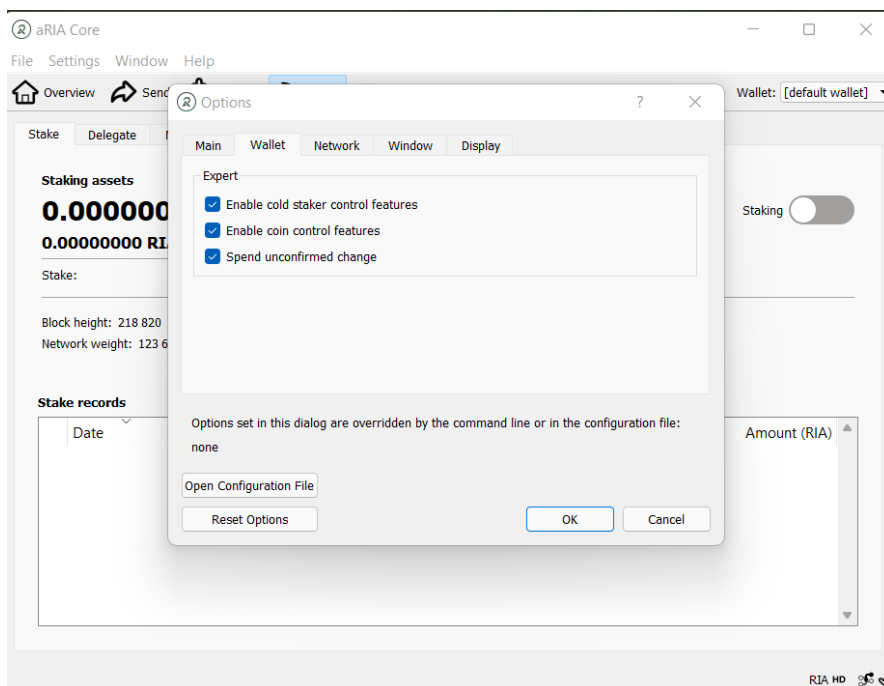 aRIA Core
File Settings Window Help
Overview Send Wallet: [default wallet]
Options
Stake Delegate
Main Wallet Network Window Display
Expert
Staking assets
Enable cold staker control features
0.000000
Staking
Enable coin control features
0.00000000 RI
Spend unconfirmed change
Stake:
Block height: 218 820
Network weight: 123 6
Stake records
Options set in this dialog are overridden by the command line or in the configuration file:
none
Date Amount (RIA)
Open Configuration File
Reset Options OK Cancel
RIA HD